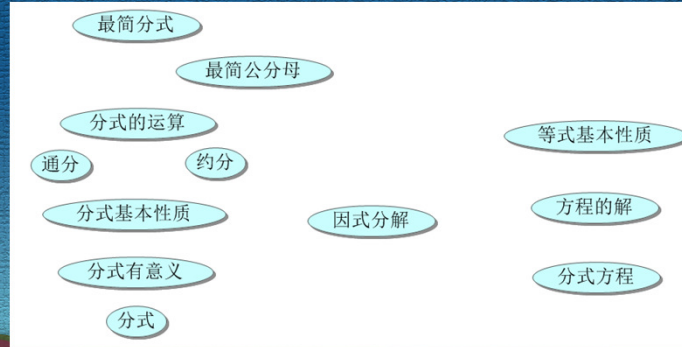 最简分式
最简公分母
分式的运算
等式基本性质
通分
约分
分式基本性质
因式分解
方程的解
分式有意义
分式方程
分式